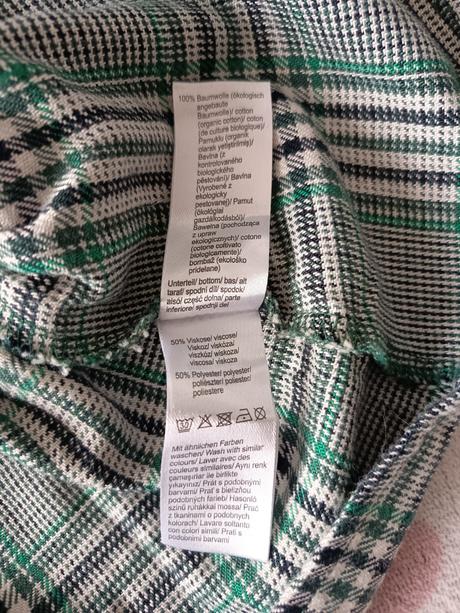 100% Baumwolle (ökologisch
angebaute
Baumwolle)/ cotton
(organic cotton)/ coton
(de culture biologique)/
Pamuklu (organik
olarak yetiştirilmiş)/
Bavlna (z
kontrolovaného
biologického
pěstování)/ Bavlna
(Vyrobené z
ekologicky
pestovanej)/ Pamut
(ökológiai
gazdálkodásból)/
Bawełna (pochodząca
z upraw
ekologicznych)/ cotone
(cotone coltivato
biologicamente)/
bombaž (ekološko
pridelane)
Unterteil/ bottom/ bas/ alt
taraf/ spodní díl/ spodok/
alsó/ część dolna/ parte
inferiore/ spodnji del
50% Viskose/ viscose/
Viskoz/ viskóza/
viszkóz/ wiskoza/
viscosa/ viskoza
50% Polyester/ polyester/
poliészter/ poliester/
poliestere
Mit ähnlichen Farben
waschen/ Wash with similar
colours/ Laver avec des
couleurs similaires/ Aynı renk
çamaşırlar ile birlikte
yıkayınız/ Prát s podobnými
barvami/ Prať s bielizňou
podobných farieb/ Hasonló
színű ruhákkal mossa/ Prać
z tkaninami o podobnych
kolorach/ Lavare soltanto
con colori simili/ Prati s
podobnimi barvami